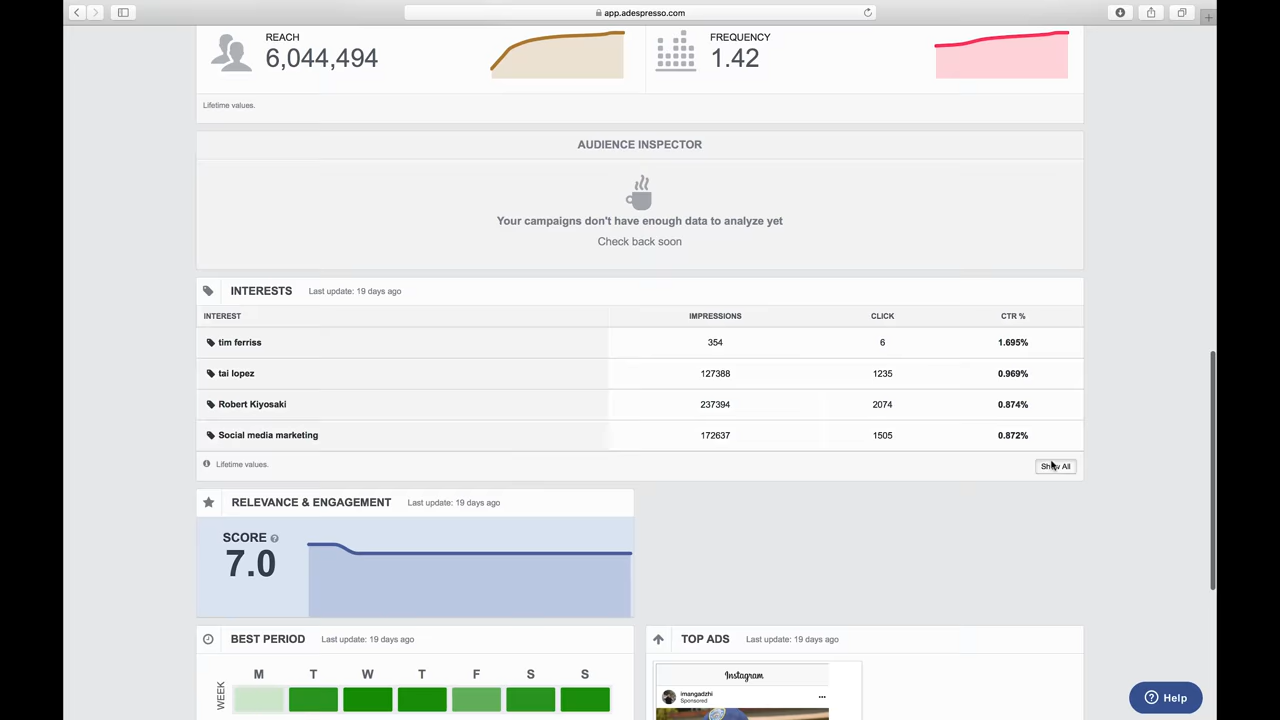 app.adespresso.com
REACH
6,044,494
FREQUENCY
1.42
Lifetime values.
AUDIENCE INSPECTOR
Your campaigns don't have enough data to analyze yet
Check back soon
INTERESTS Last update: 19 days ago
INTEREST IMPRESSIONS CLICK CTR %
tim ferriss 354 6 1.695%
tai lopez 127388 1235 0.969%
Robert Kiyosaki 237394 2074 0.874%
Social media marketing 172637 1505 0.872%
Lifetime values. Show All
RELEVANCE & ENGAGEMENT Last update: 19 days ago
SCORE
7.0
BEST PERIOD Last update: 19 days ago
TOP ADS Last update: 19 days ago
M T W T F S S
WEEK
Instagram
imangadzhi
Sponsored
Help